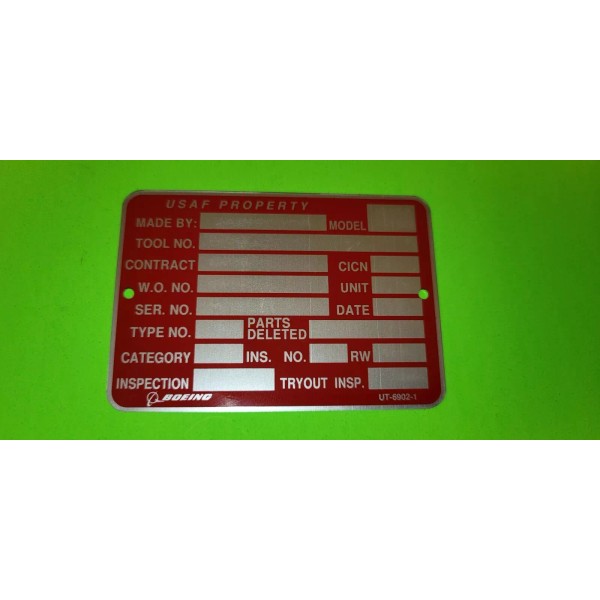 USAF PROPERTY
MADE BY: MODEL
TOOL NO.
CONTRACT CICN
W.O. NO. UNIT
SER. NO. DATE
TYPE NO. PARTS DELETED
CATEGORY INS. NO. RW
INSPECTION TRYOUT INSP.
BOEING UT-6902-1